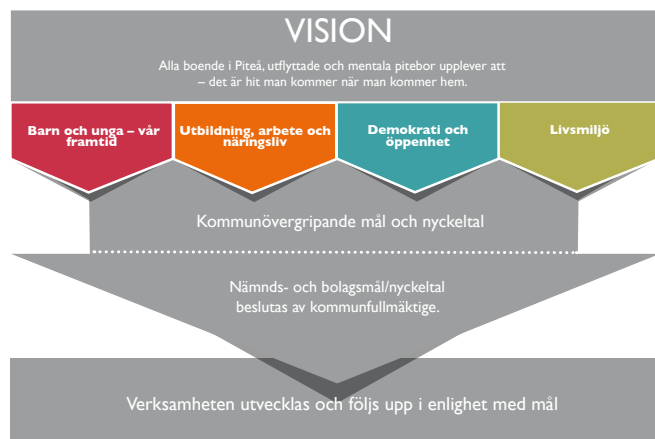 VISION
Alla boende i Piteå, utflyttade och mentala pitebor upplever att
– det är hit man kommer när man kommer hem.
Barn och unga – vår
framtid
Utbildning, arbete och
näringsliv
Demokrati och
öppenhet
Livsmiljö
Kommunövergripande mål och nyckeltal
Nämnds- och bolagsmål/nyckeltal
beslutas av kommunfullmäktige.
Verksamheten utvecklas och följs upp i enlighet med mål